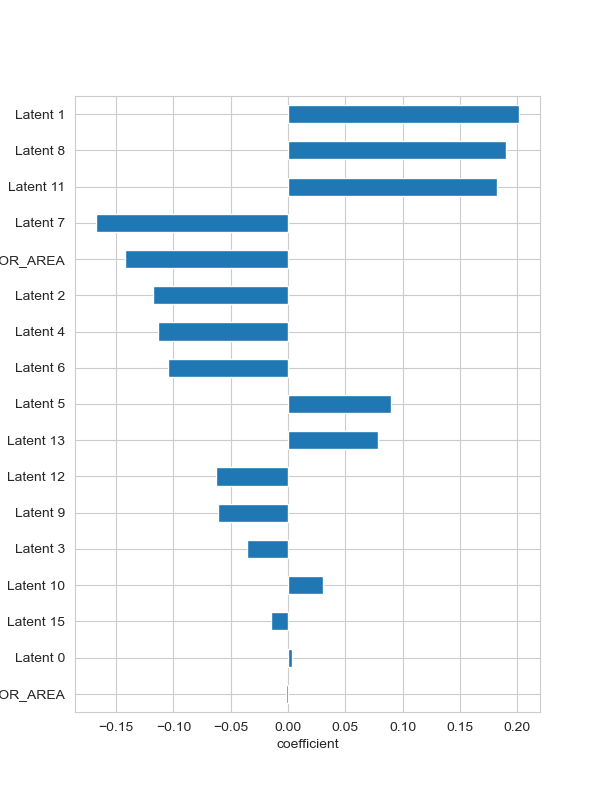 Latent 1
Latent 8
Latent 11
Latent 7
OR_AREA
Latent 2
Latent 4
Latent 6
Latent 5
Latent 13
Latent 12
Latent 9
Latent 3
Latent 10
Latent 15
Latent 0
OR_AREA
−0.15 −0.10 −0.05 0.00 0.05 0.10 0.15 0.20
coefficient